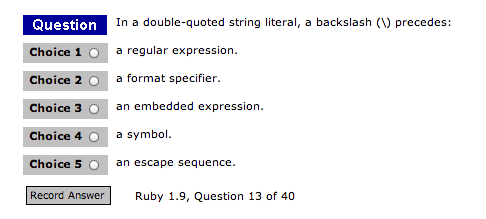 Question In a double-quoted string literal, a backslash (\) precedes:
Choice 1 a regular expression.
Choice 2 a format specifier.
Choice 3 an embedded expression.
Choice 4 a symbol.
Choice 5 an escape sequence.
Record Answer Ruby 1.9, Question 13 of 40